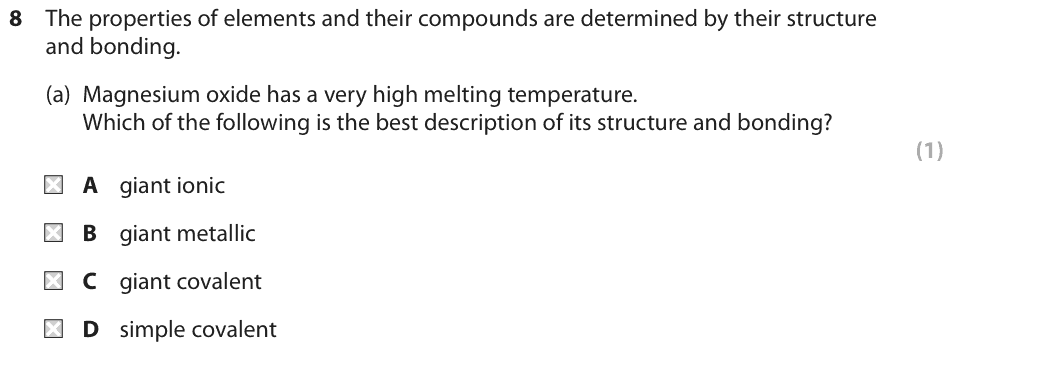 8 The properties of elements and their compounds are determined by their structure
and bonding.
(a) Magnesium oxide has a very high melting temperature.
Which of the following is the best description of its structure and bonding?
(1)
A giant ionic
B giant metallic
C giant covalent
D simple covalent